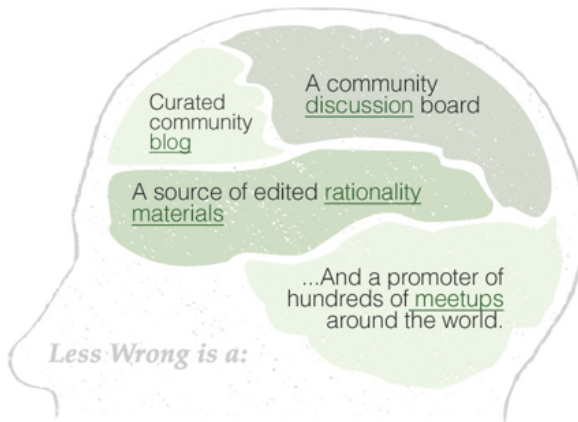 Less Wrong is a:
Curated
community
blog
A community
discussion board
A source of edited rationality
materials
...And a promoter of
hundreds of meetups
around the world.